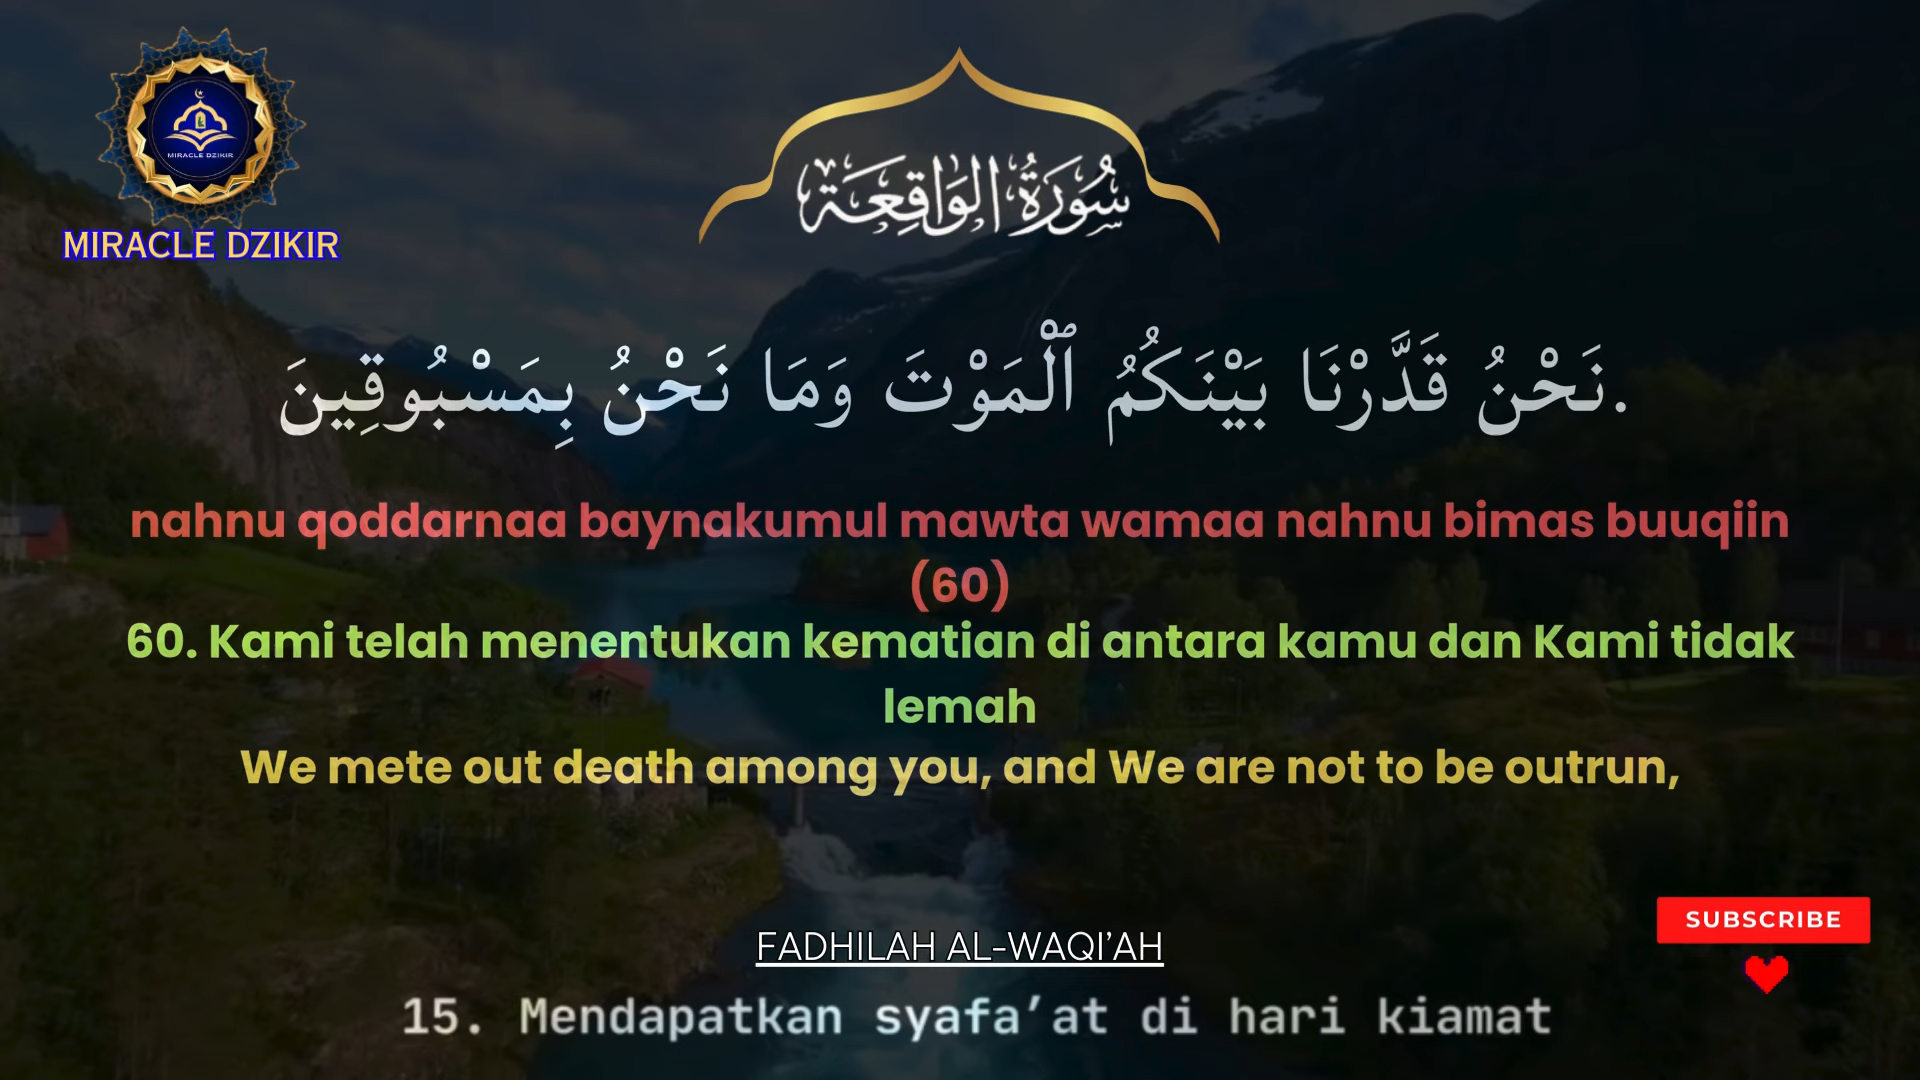 MIRACLE DZIKIR
MIRACLE DZIKIR
سُورَةُ الوَاقِعَة
نَحْنُ قَدَّرْنَا بَيْنَكُمُ ٱلْمَوْتَ وَمَا نَحْنُ بِمَسْبُوقِينَ.
nahnu qoddarnaa baynakumul mawta wamaa nahnu bimas buuqiin
(60)
60. Kami telah menentukan kematian di antara kamu dan Kami tidak
lemah
We mete out death among you, and We are not to be outrun,
SUBSCRIBE
FADHILAH AL-WAQI’AH
15. Mendapatkan syafa’at di hari kiamat